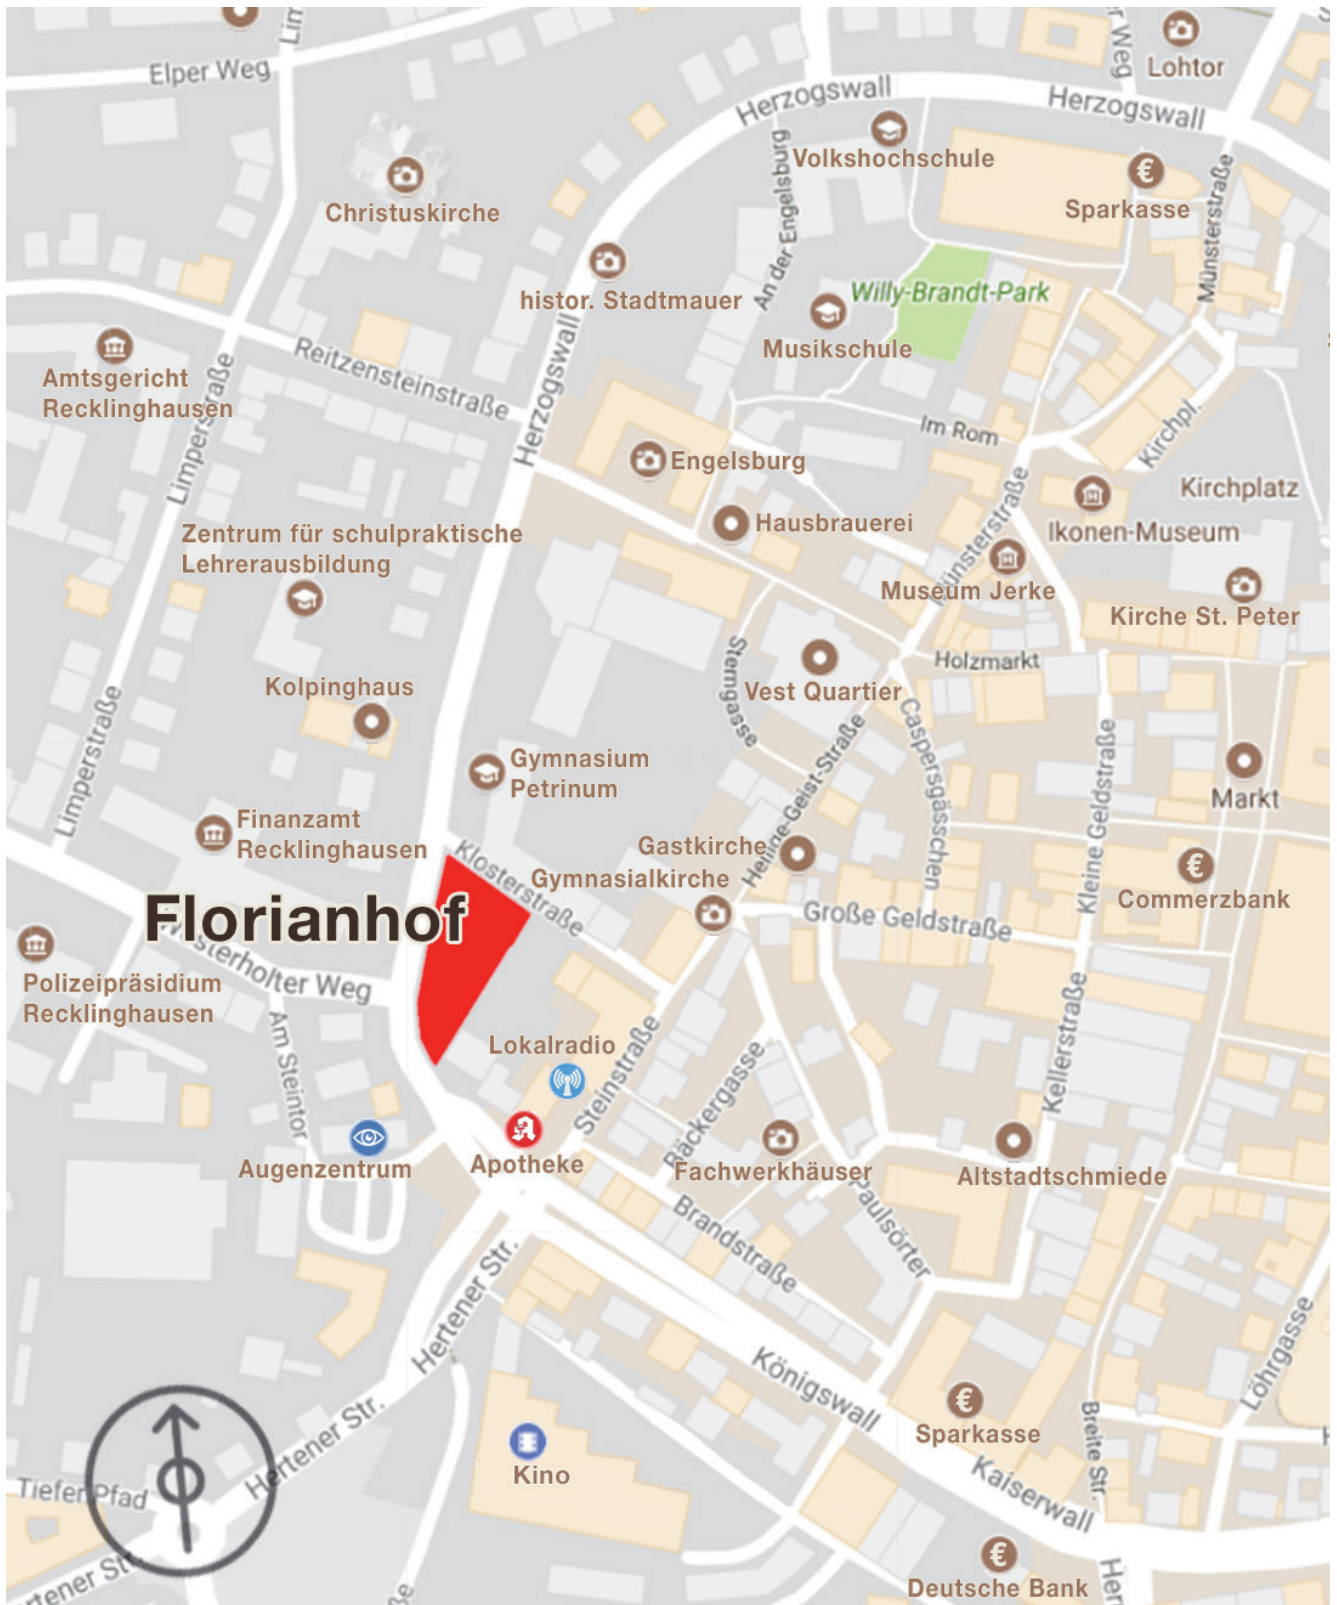 Elper Weg
Herzogswall
Herzogswall
Lohtor
Volkshochschule
Sparkasse
Christuskirche
An der Engelsburg
Münsterstraße
histor. Stadtmauer
Willy-Brandt-Park
Musikschule
Amtsgericht
Recklinghausen
Reitzensteinstraße
Herzogswall
Limperstraße
Im Rom
Kirchpl.
Engelsburg
Kirchplatz
Hausbrauerei
Ikonen-Museum
Zentrum für schulpraktische
Lehrerausbildung
Münsterstraße
Museum Jerke
Kirche St. Peter
Holzmarkt
Sterngasse
Kolpinghaus
Vest Quartier
Caspersgässchen
Limperstraße
Heilige-Geist-Straße
Kleine Geldstraße
Gymnasium
Petrinum
Markt
Finanzamt
Recklinghausen
Klosterstraße
Gastkirche
Gymnasialkirche
Commerzbank
Florianhof
Große Geldstraße
Westerholter Weg
Polizeipräsidium
Recklinghausen
Am Steintor
Lokalradio
Steinstraße
Bäckergasse
Kellerstraße
Augenzentrum
Apotheke
Fachwerkhäuser
Altstadtschmiede
Paulsörter
Brandstraße
Hertener Str.
Königswall
Löhrgasse
Hertener Str.
Sparkasse
Breite Str.
Kino
Kaiserwall
Tiefer Pfad
Deutsche Bank